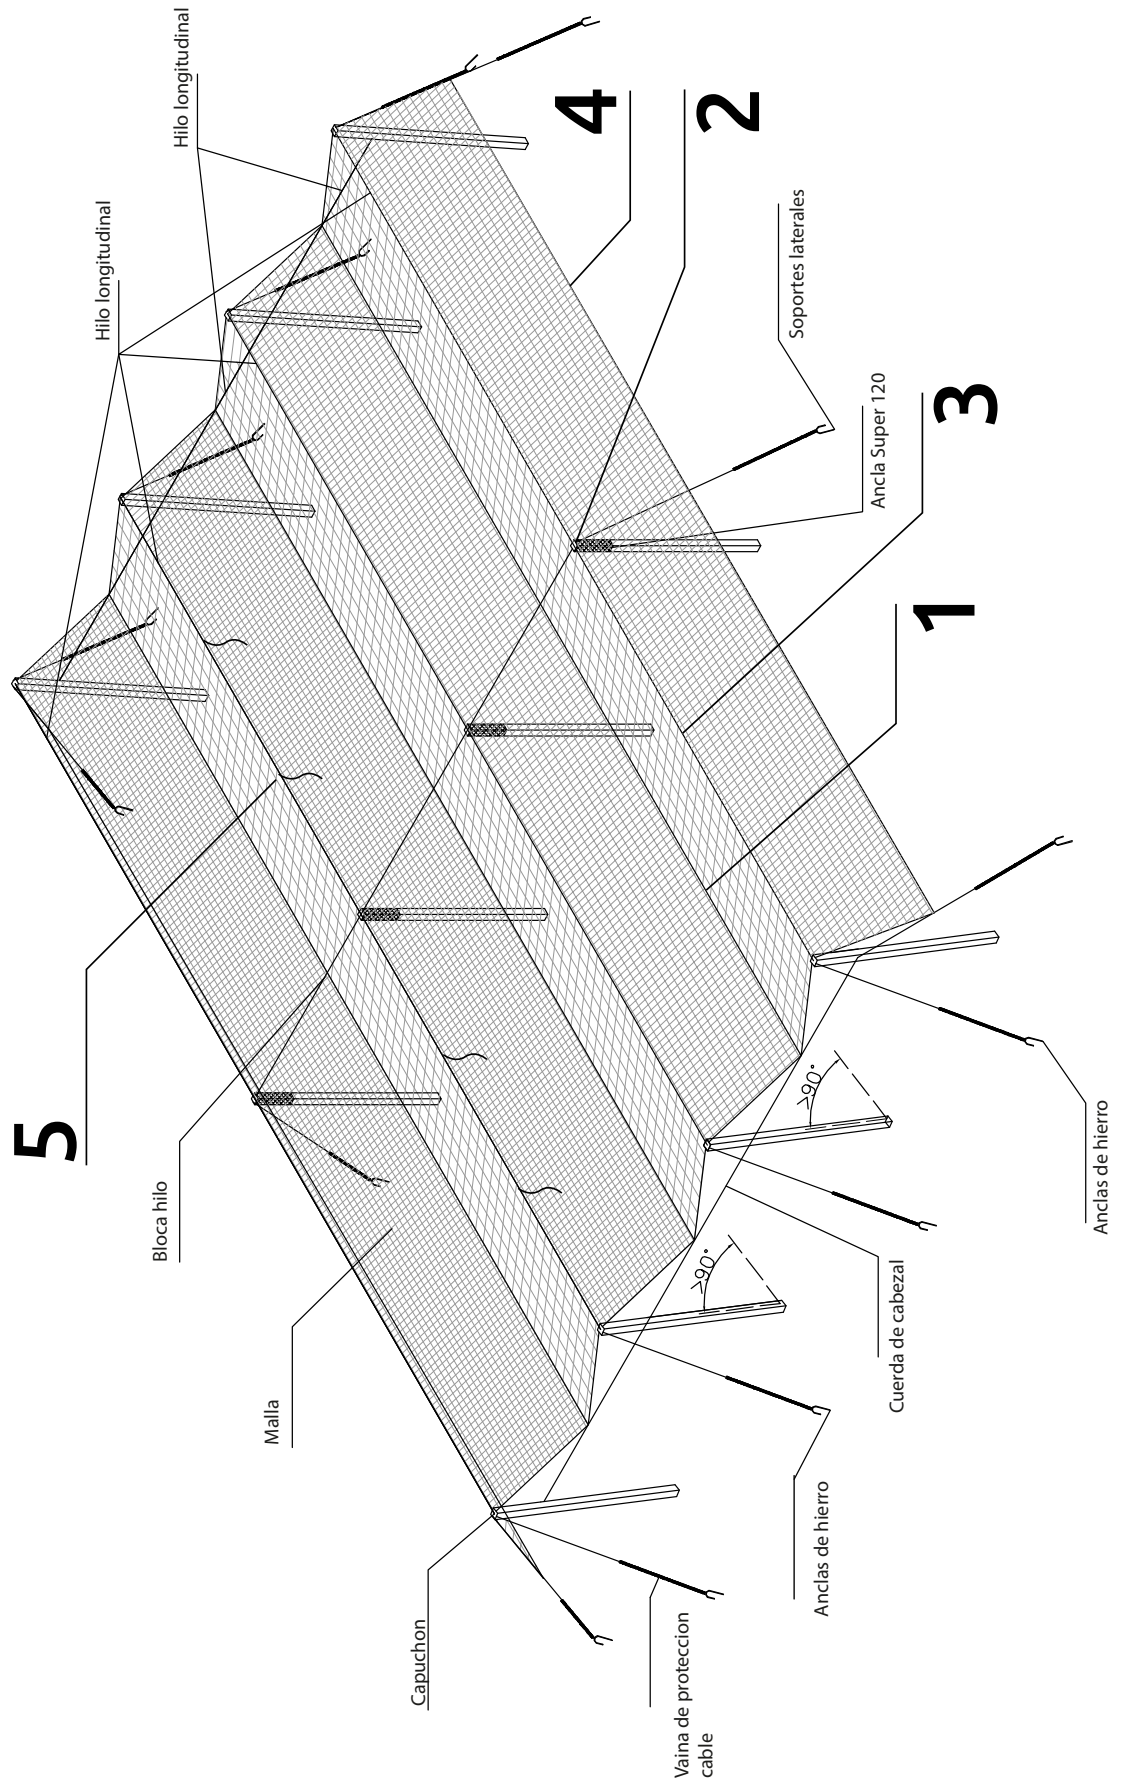 Hilo longitudinal
Hilo longitudinal
4
2
Soportes laterales
Ancla Super 120
3
1
5
Bloca hilo
Malla
>90°
>90°
Capuchon
Vaina de proteccion
cable
Anclas de hierro
Cuerda de cabezal
Anclas de hierro